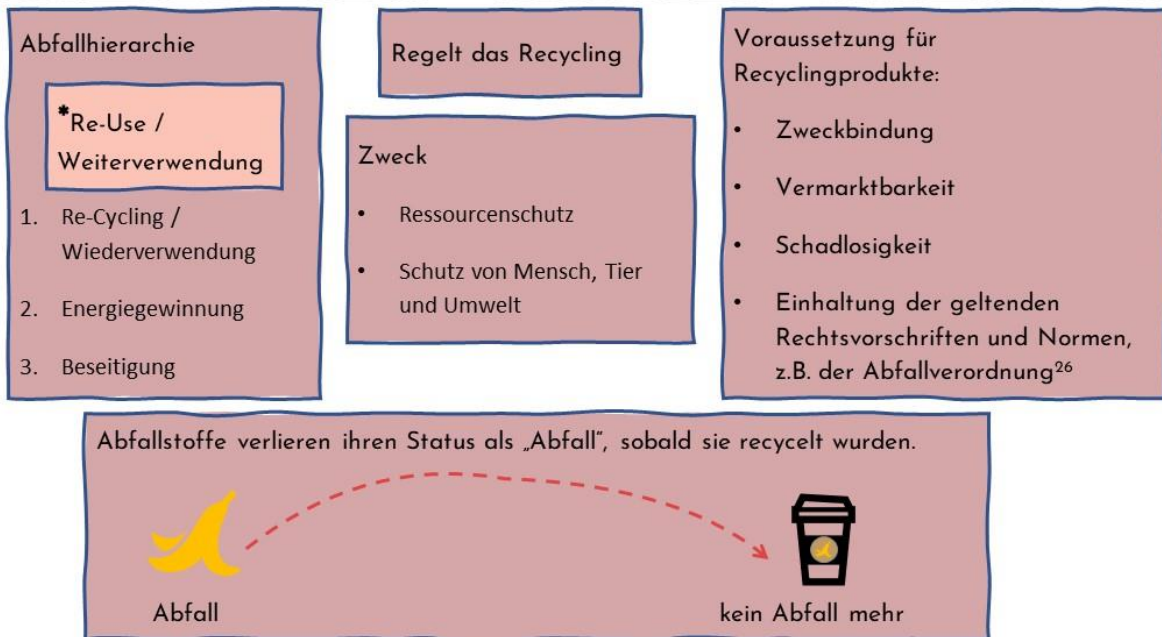 Abfallhierarchie
*Re-Use /
Weiterverwendung
1. Re-Cycling /
Wiederverwendung
2. Energiegewinnung
3. Beseitigung
Regelt das Recycling
Zweck
• Ressourcenschutz
• Schutz von Mensch, Tier
und Umwelt
Voraussetzung für
Recyclingprodukte:
• Zweckbindung
• Vermarktbarkeit
• Schadlosigkeit
• Einhaltung der geltenden
Rechtsvorschriften und Normen,
z.B. der Abfallverordnung²⁶
Abfallstoffe verlieren ihren Status als „Abfall“, sobald sie recycelt wurden.
Abfall
kein Abfall mehr